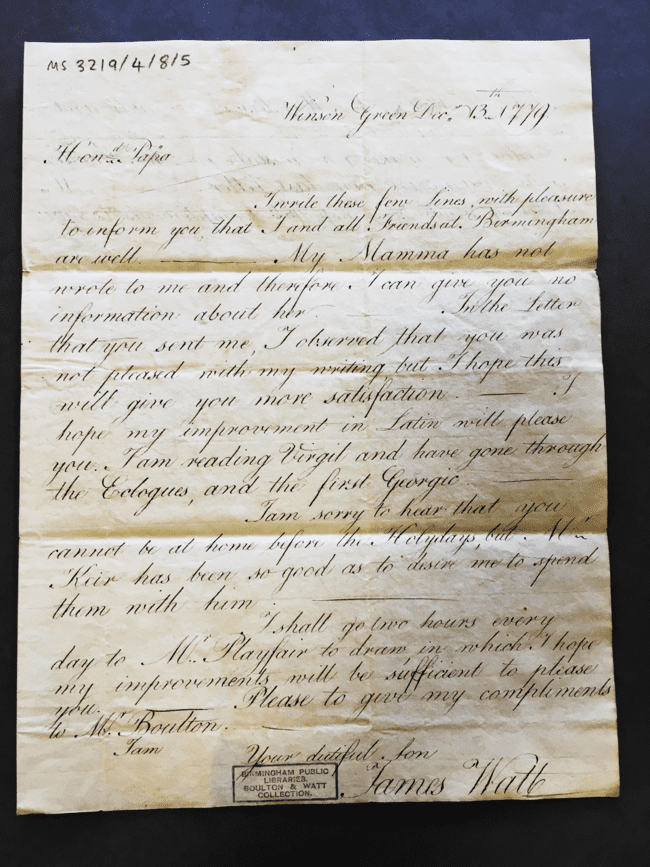 MS 3219/4/8/5
Winson Green Decr. 13th 1779.
Hond. Papa
I wrote these few Lines with pleasure
to inform you that I and all Friends at Birmingham
are well. ——— My Mamma has not
wrote to me and therefore I can give you no
information about her. In the Letter
that you sent me, I observed that you was
not pleased with my writing but I hope this
will give you more satisfaction. —— I
hope my improvement in Latin will please
you. I am reading Virgil and have gone through
the Eclogues, and the first Georgic. ———
I am sorry to hear that you
cannot be at home before the Holydays, but Mr.
Keir has been so good as to desire me to spend
them with him. ———
I shall go two hours every
day to Mr. Playfair to draw in which I hope
my improvements will be sufficient to please
you. ——— Please to give my compliments
to Mr. Boulton. ——
I am
Your dutiful Son
James Watt
BIRMINGHAM PUBLIC
LIBRARIES.
BOULTON & WATT
COLLECTION.